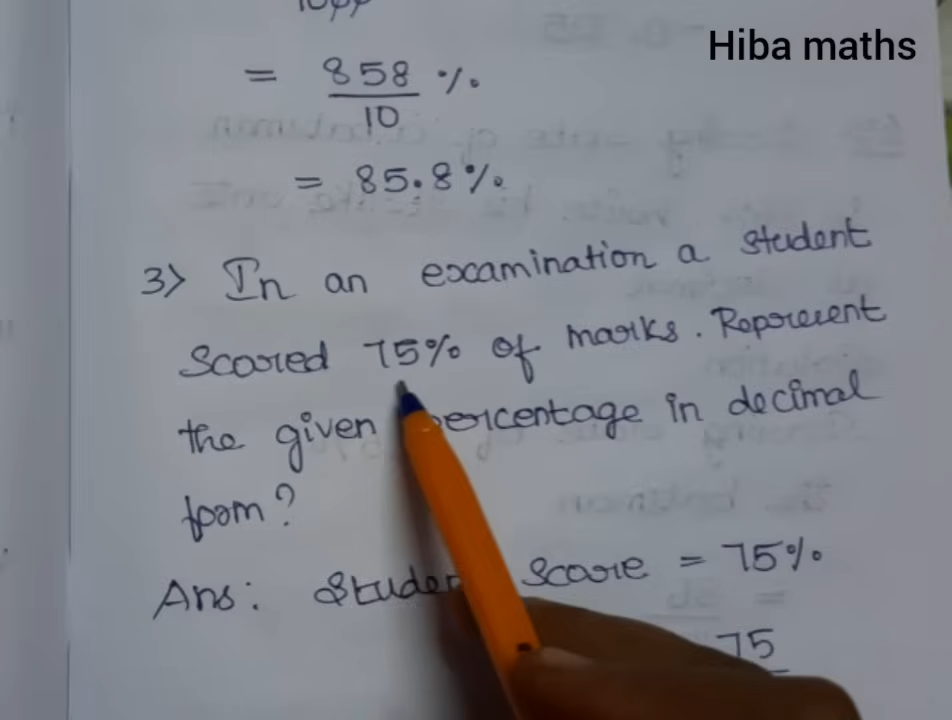 Hiba maths
= 858 %
10
= 85.8%
3) In an examination a student
Scored 75% of marks. Represent
the given percentage in decimal
form?
Ans: Student Score = 75%
75